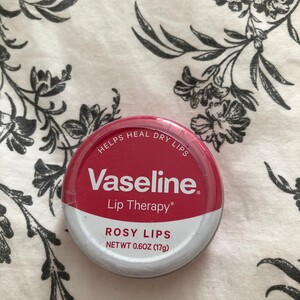 HELPS HEAL DRY LIPS
Vaseline®
Lip Therapy*
ROSY LIPS
NET WT 0.6OZ (17g)